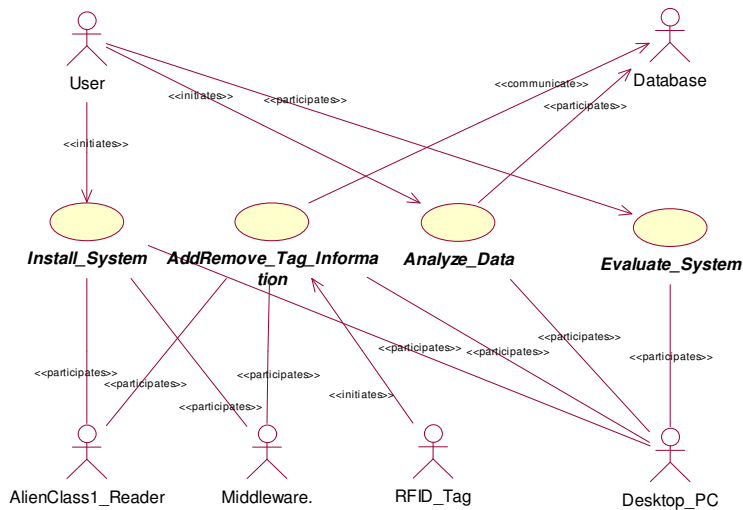 User
Database
<<communicate>>
<<initiates>>
<<participates>>
<<participates>>
<<initiates>>
Install_System
AddRemove_Tag_Informa
tion
Analyze_Data
Evaluate_System
<<participates>>
<<participates>>
<<participates>>
<<participates>>
<<participates>>
<<participates>>
<<participates>>
<<participates>>
<<initiates>>
AlienClass1_Reader
Middleware.
RFID_Tag
Desktop_PC